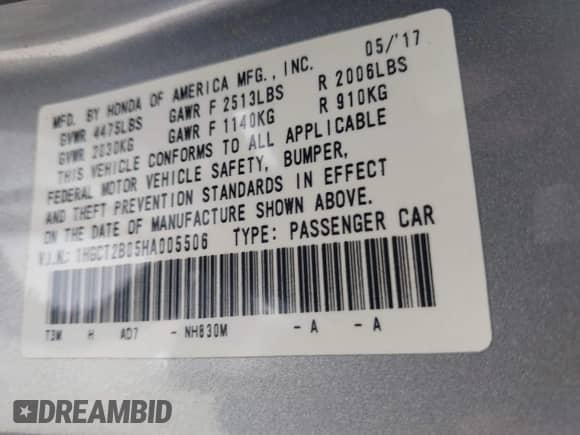 MFD. BY HONDA OF AMERICA MFG., INC. 05/'17
GVWR 4475LBS GAWR F 2513LBS R 2006LBS
GVWR 2030KG GAWR F 1140KG R 910KG
THIS VEHICLE CONFORMS TO ALL APPLICABLE
FEDERAL MOTOR VEHICLE SAFETY, BUMPER,
AND THEFT PREVENTION STANDARDS IN EFFECT
ON THE DATE OF MANUFACTURE SHOWN ABOVE.
V.I.N.: 1HGCT2B05HA005506 TYPE: PASSENGER CAR
T3W H AD7 - NH830M - A - A
DREAMBID